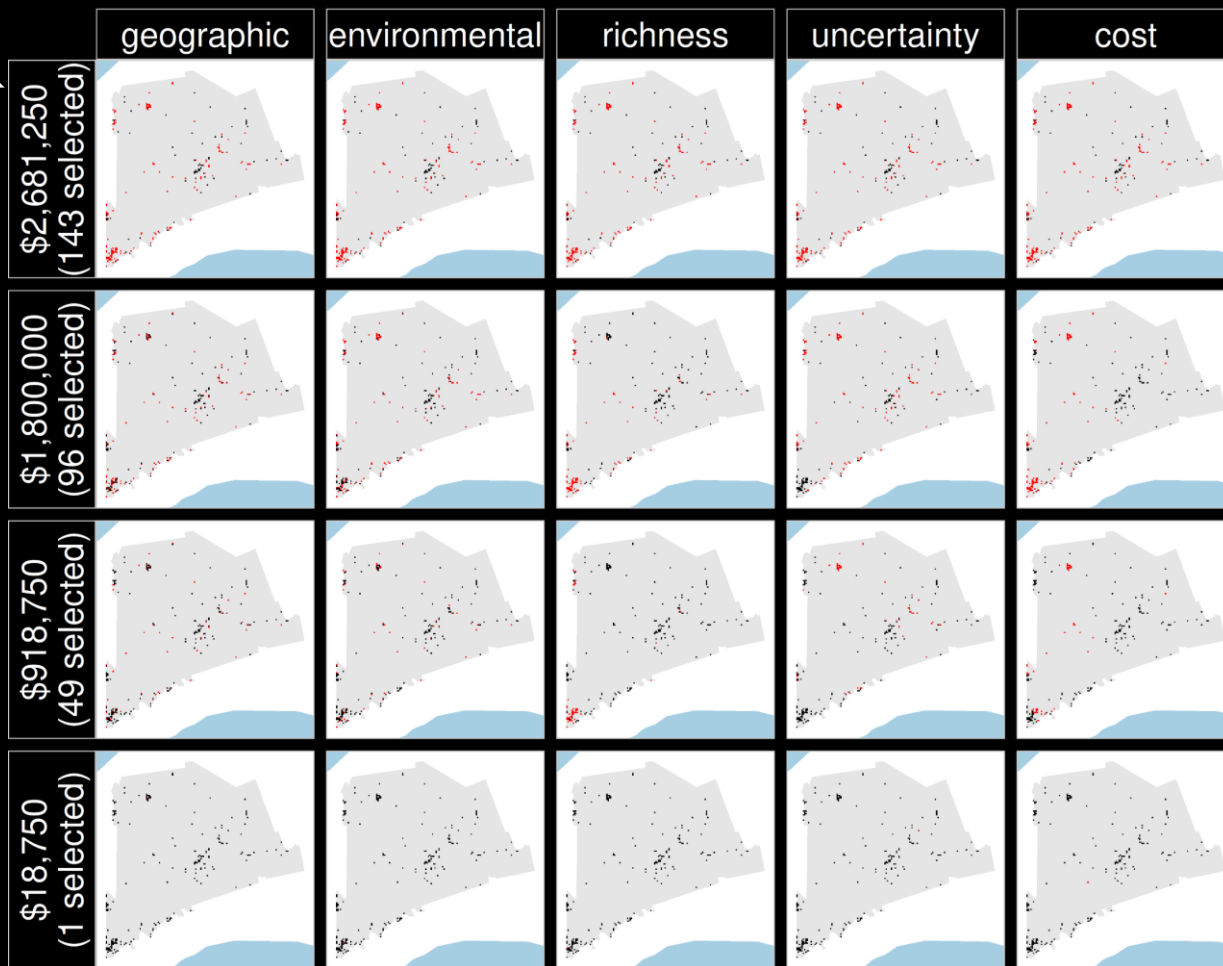 geographic
environmental
richness
uncertainty
cost
$2,681,250
(143 selected)
$1,800,000
(96 selected)
$918,750
(49 selected)
$18,750
(1 selected)